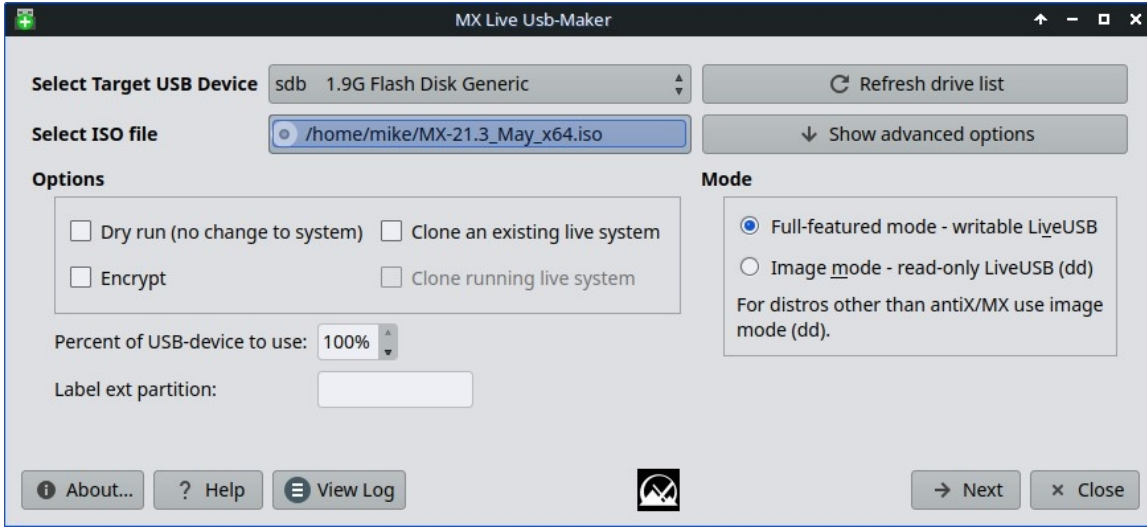 MX Live Usb-Maker
Select Target USB Device sdb 1.9G Flash Disk Generic Refresh drive list
Select ISO file /home/mike/MX-21.3_May_x64.iso Show advanced options
Options
Dry run (no change to system) Clone an existing live system
Encrypt Clone running live system
Percent of USB-device to use: 100%
Label ext partition:
Mode
Full-featured mode - writable LiveUSB
Image mode - read-only LiveUSB (dd)
For distros other than antiX/MX use image
mode (dd).
About... ? Help View Log Next Close